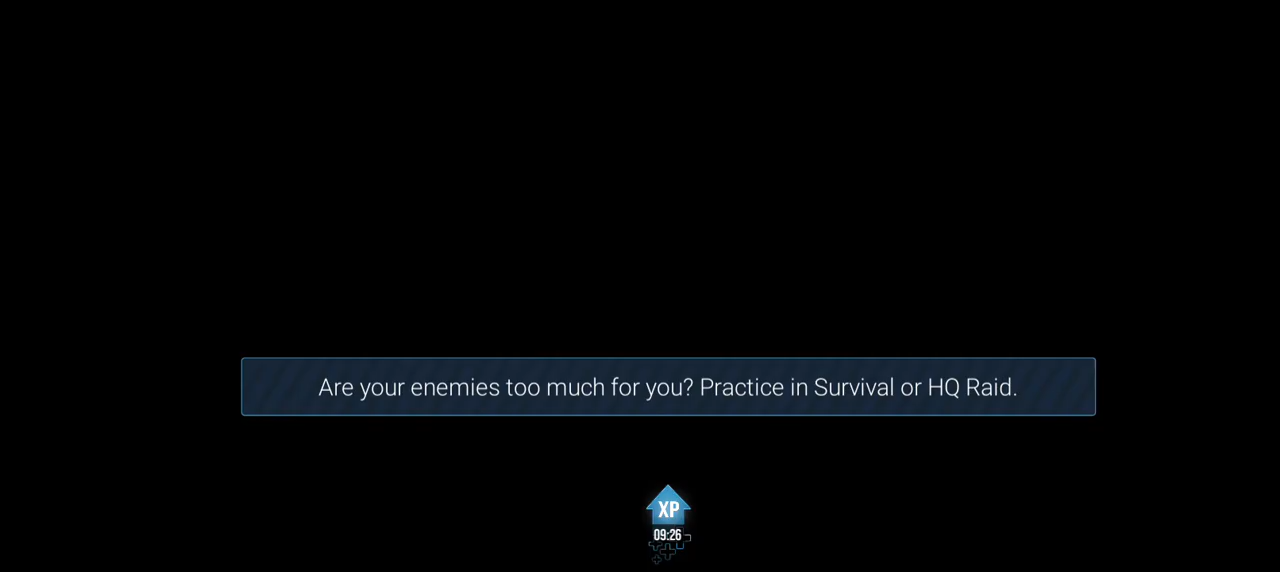 Are your enemies too much for you? Practice in Survival or HQ Raid.
XP
09:26